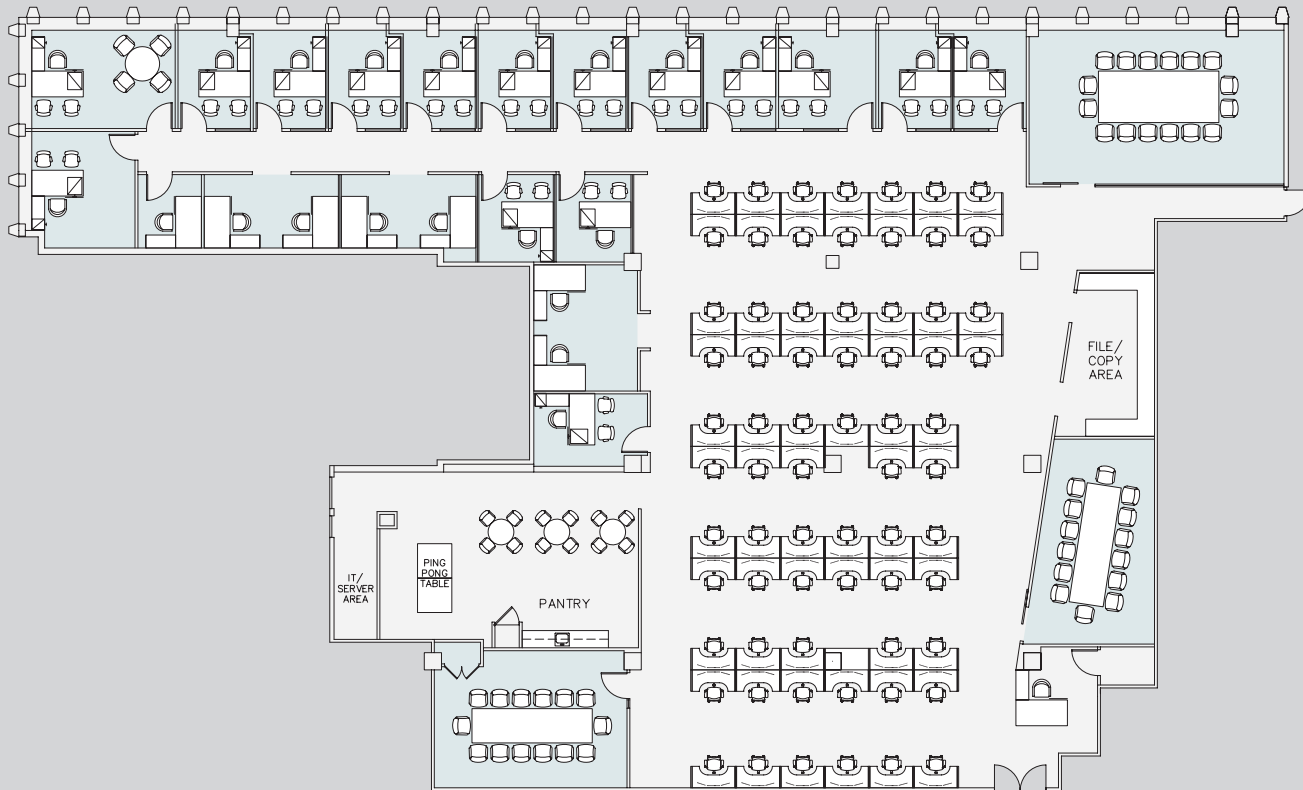 FILE/
COPY
AREA
PING
PONG
TABLE
IT/
SERVER
AREA
PANTRY